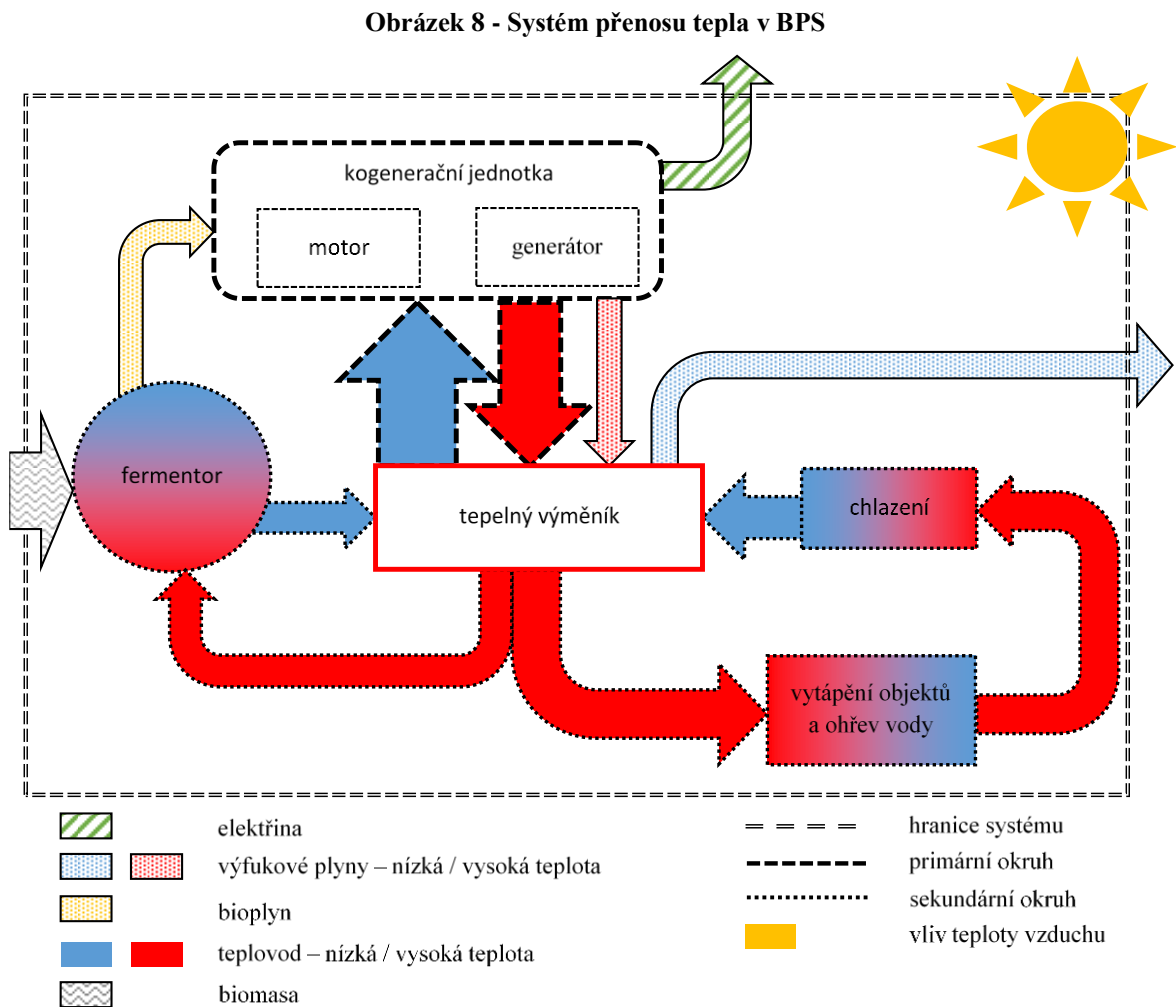 Obrázek 8 - Systém přenosu tepla v BPS
kogenerační jednotka
motor
generátor
fermentor
tepelný výměník
chlazení
vytápění objektů
a ohřev vody
elektřina
výfukové plyny – nízká / vysoká teplota
bioplyn
teplovod – nízká / vysoká teplota
biomasa
hranice systému
primární okruh
sekundární okruh
vlív teploty vzduchu